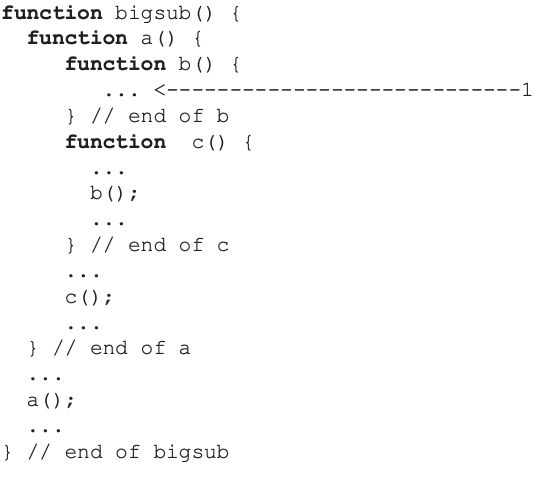 function bigsub() {
  function a() {
     function b() {
        ... <----------------------------1
     } // end of b
     function  c() {
       ...
       b();
       ...
     } // end of c
     ...
     c();
     ...
  } // end of a
  ...
  a();
  ...
} // end of bigsub